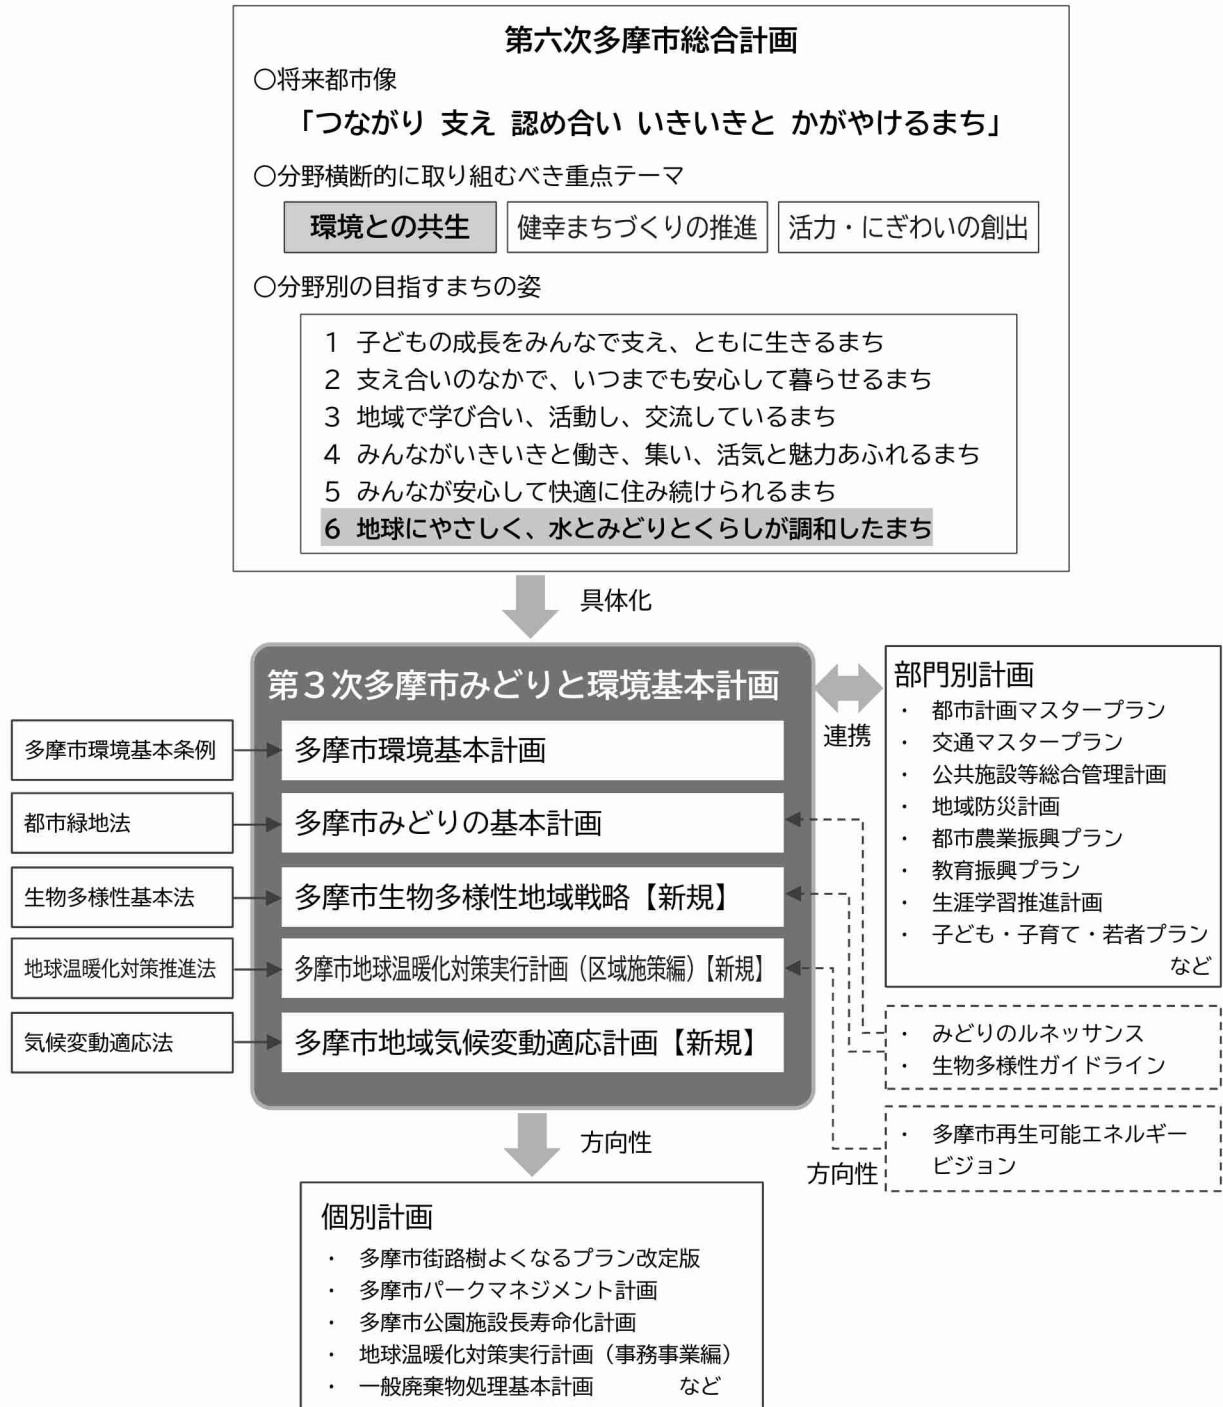 第六次多摩市総合計画
○将来都市像
「つながり 支え 認め合い いきいきと かがやけるまち」
○分野横断的に取り組むべき重点テーマ
環境との共生
健幸まちづくりの推進
活力・にぎわいの創出
○分野別の目指すまちの姿
1 子どもの成長をみんなで支え、ともに生きるまち
2 支え合いのなかで、いつまでも安心して暮らせるまち
3 地域で学び合い、活動し、交流しているまち
4 みんながいきいきと働き、集い、活気と魅力あふれるまち
5 みんなが安心して快適に住み続けられるまち
6 地球にやさしく、水とみどりとくらしが調和したまち
具体化
第3次多摩市みどりと環境基本計画
多摩市環境基本条例
多摩市環境基本計画
都市緑地法
多摩市みどりの基本計画
生物多様性基本法
多摩市生物多様性地域戦略【新規】
地球温暖化対策推進法
多摩市地球温暖化対策実行計画（区域施策編）【新規】
気候変動適応法
多摩市地域気候変動適応計画【新規】
連携
部門別計画
・ 都市計画マスタープラン
・ 交通マスタープラン
・ 公共施設等総合管理計画
・ 地域防災計画
・ 都市農業振興プラン
・ 教育振興プラン
・ 生涯学習推進計画
・ 子ども・子育て・若者プラン
など
・ みどりのルネッサンス
・ 生物多様性ガイドライン
・ 多摩市再生可能エネルギー
ビジョン
方向性
方向性
個別計画
・ 多摩市街路樹よくなるプラン改定版
・ 多摩市パークマネジメント計画
・ 多摩市公園施設長寿命化計画
・ 地球温暖化対策実行計画（事務事業編）
・ 一般廃棄物処理基本計画 など